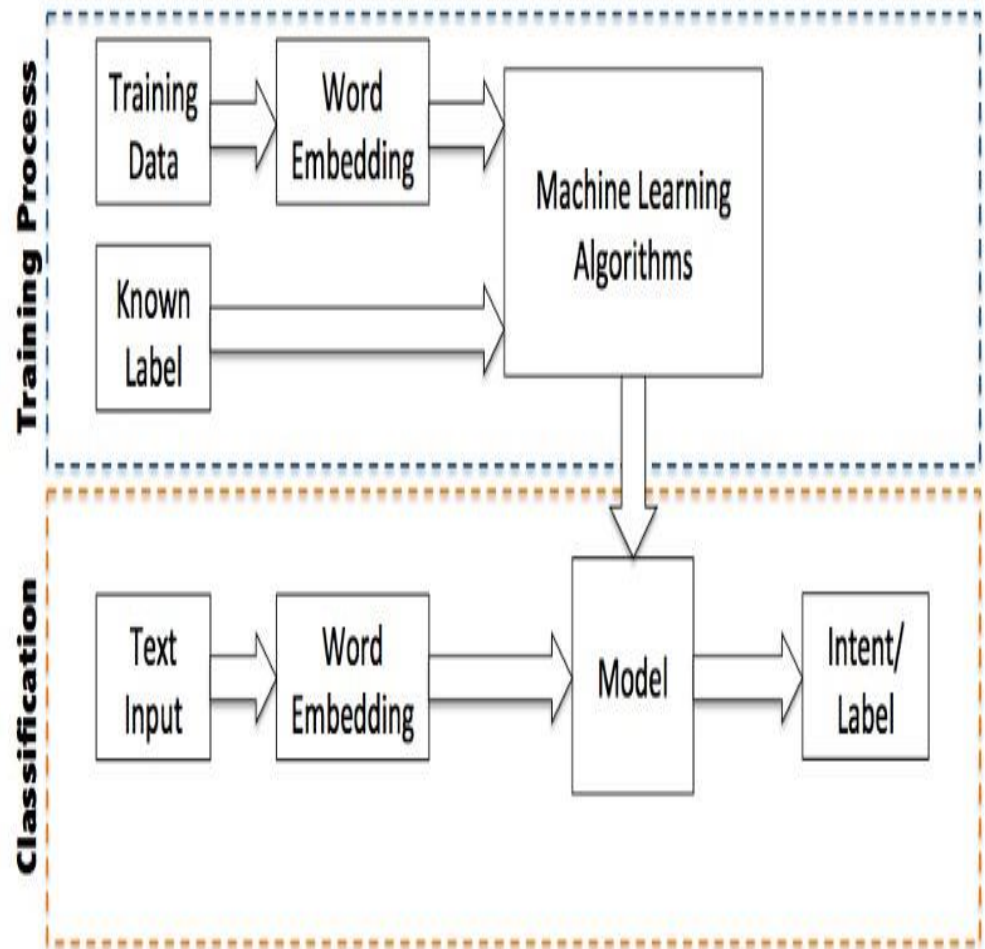 Training Process
Training
Data
Word
Embedding
Machine Learning
Algorithms
Known
Label
Classification
Text
Input
Word
Embedding
Model
Intent/
Label